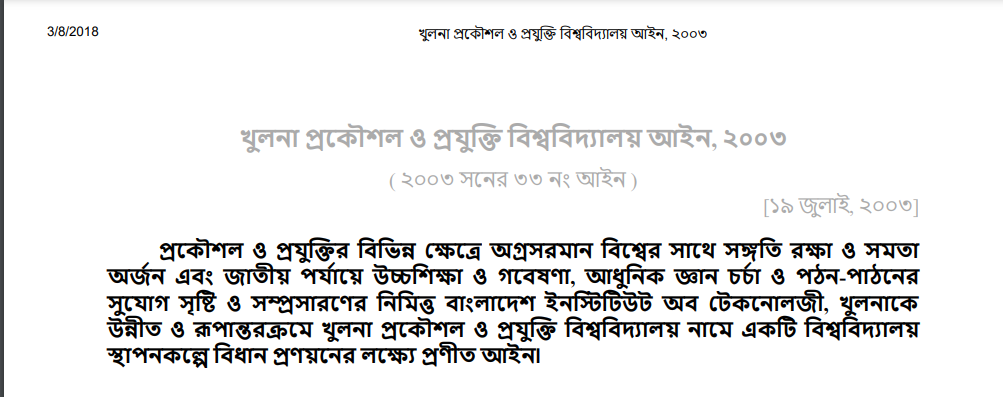 3/8/2018 খুলনা প্রকৌশল ও প্রযুক্তি বিশ্ববিদ্যালয় আইন, ২০০৩
খুলনা প্রকৌশল ও প্রযুক্তি বিশ্ববিদ্যালয় আইন, ২০০৩
( ২০০৩ সনের ৩৩ নং আইন )
[১৯ জুলাই, ২০০৩]
প্রকৌশল ও প্রযুক্তির বিভিন্ন ক্ষেত্রে অগ্রসরমান বিশ্বের সাথে সঙ্গতি রক্ষা ও সমতা
অর্জন এবং জাতীয় পর্যায়ে উচ্চশিক্ষা ও গবেষণা, আধুনিক জ্ঞান চর্চা ও পঠন-পাঠনের
সুযোগ সৃষ্টি ও সম্প্রসারণের নিমিত্ত বাংলাদেশ ইনস্টিটিউট অব টেকনোলজী, খুলনাকে
উন্নীত ও রূপান্তরক্রমে খুলনা প্রকৌশল ও প্রযুক্তি বিশ্ববিদ্যালয় নামে একটি বিশ্ববিদ্যালয়
স্থাপনকল্পে বিধান প্রণয়নের লক্ষ্যে প্রণীত আইন৷